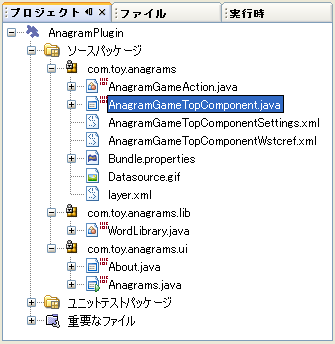 プロジェクト ファイル 実行時
AnagramPlugin
ソースパッケージ
com.toy.anagrams
AnagramGameAction.java
AnagramGameTopComponent.java
AnagramGameTopComponentSettings.xml
AnagramGameTopComponentWstcref.xml
Bundle.properties
Datasource.gif
layer.xml
com.toy.anagrams.lib
WordLibrary.java
com.toy.anagrams.ui
About.java
Anagrams.java
ユニットテストパッケージ
重要なファイル